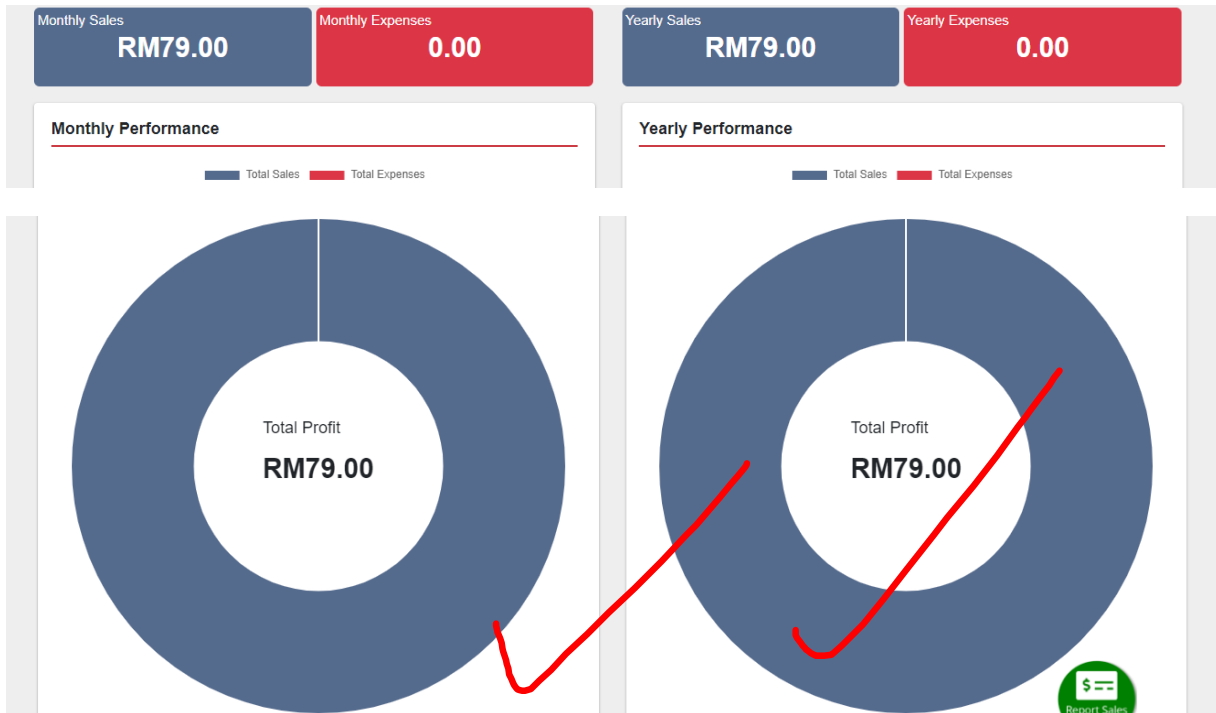 Monthly Sales
RM79.00
Monthly Expenses
0.00
Yearly Sales
RM79.00
Yearly Expenses
0.00
Monthly Performance
Total Sales
Total Expenses
Total Profit
RM79.00
Yearly Performance
Total Sales
Total Expenses
Total Profit
RM79.00
$
Report Sales